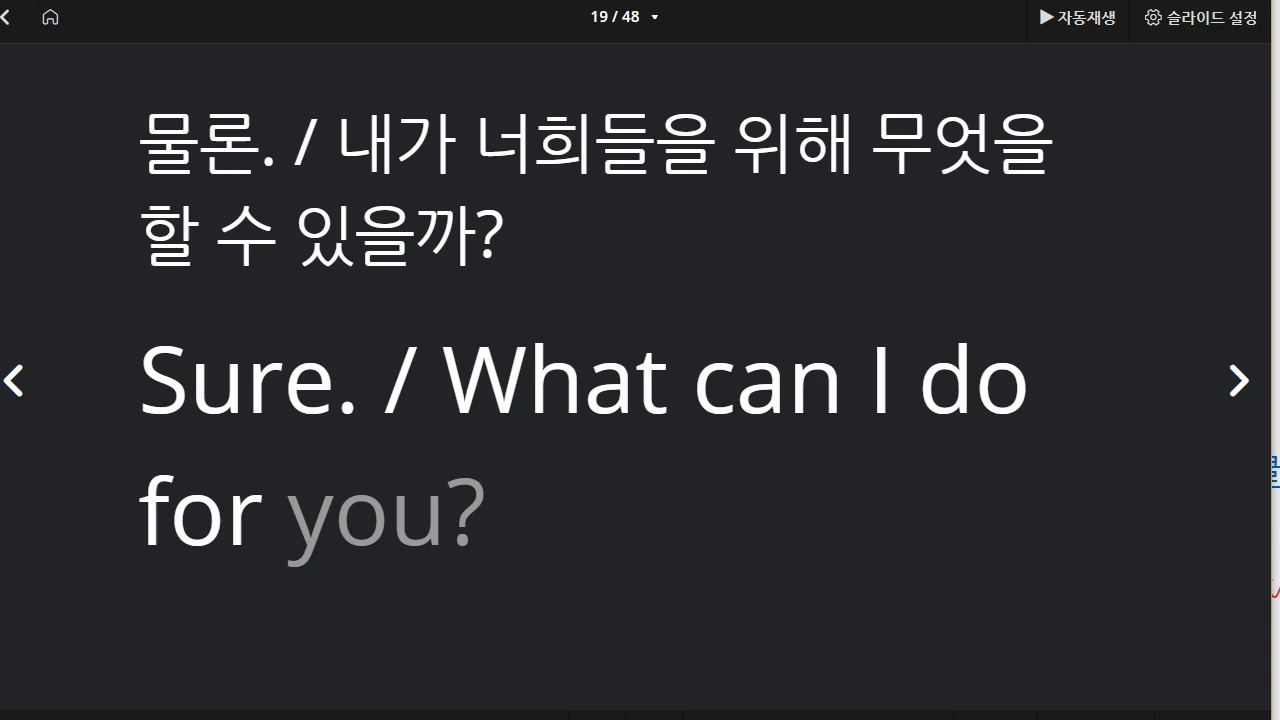 19 / 48
자동재생
슬라이드 설정
물론. / 내가 너희들을 위해 무엇을
할 수 있을까?
Sure. / What can I do
for you?